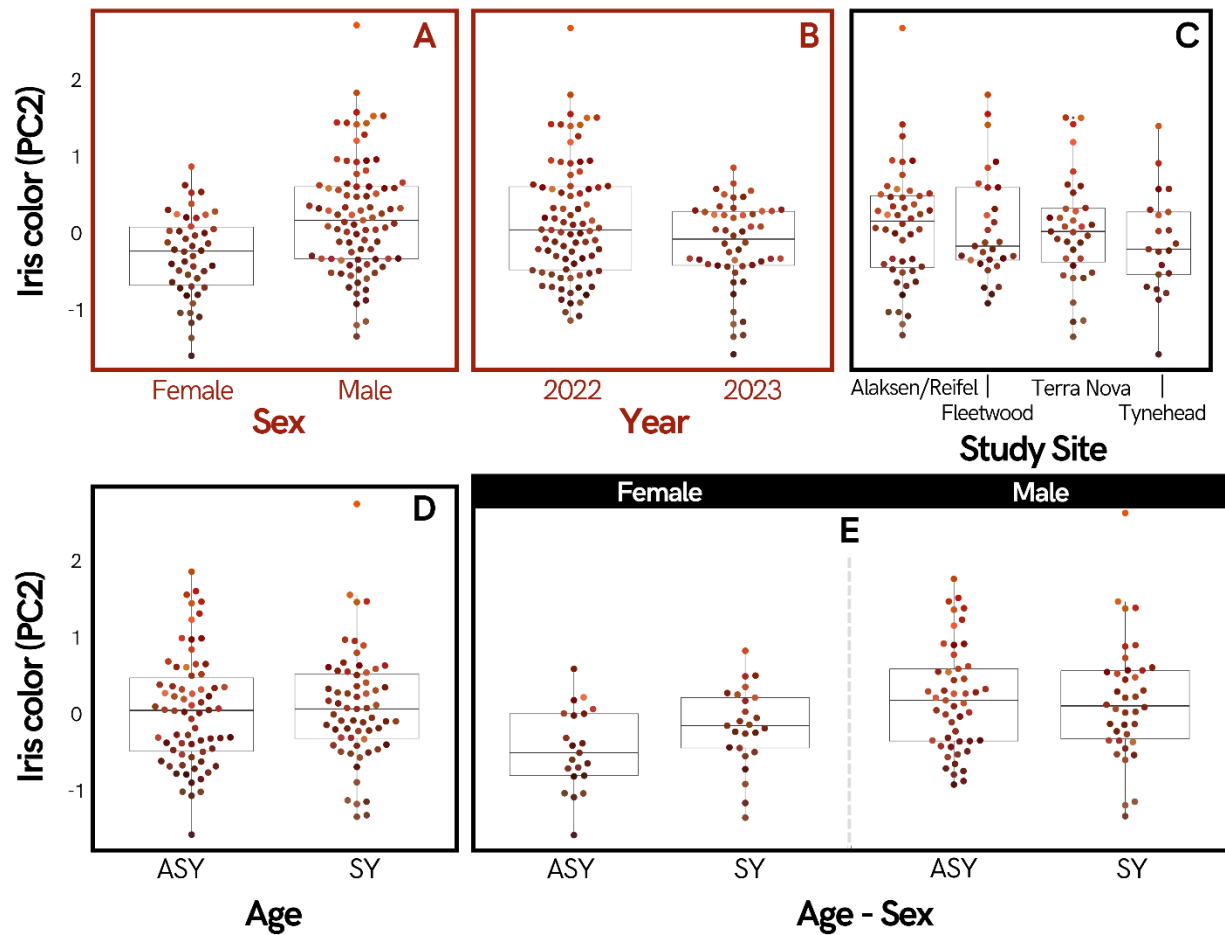 A
B
C
Iris color (PC2)
2
1
0
-1
Female Male
Sex
2022 2023
Year
Alaksen/Reifel Terra Nova
Fleetwood Tynehead
Study Site
D
Female Male
E
Iris color (PC2)
2
1
0
-1
ASY SY
Age
ASY SY ASY SY
Age - Sex